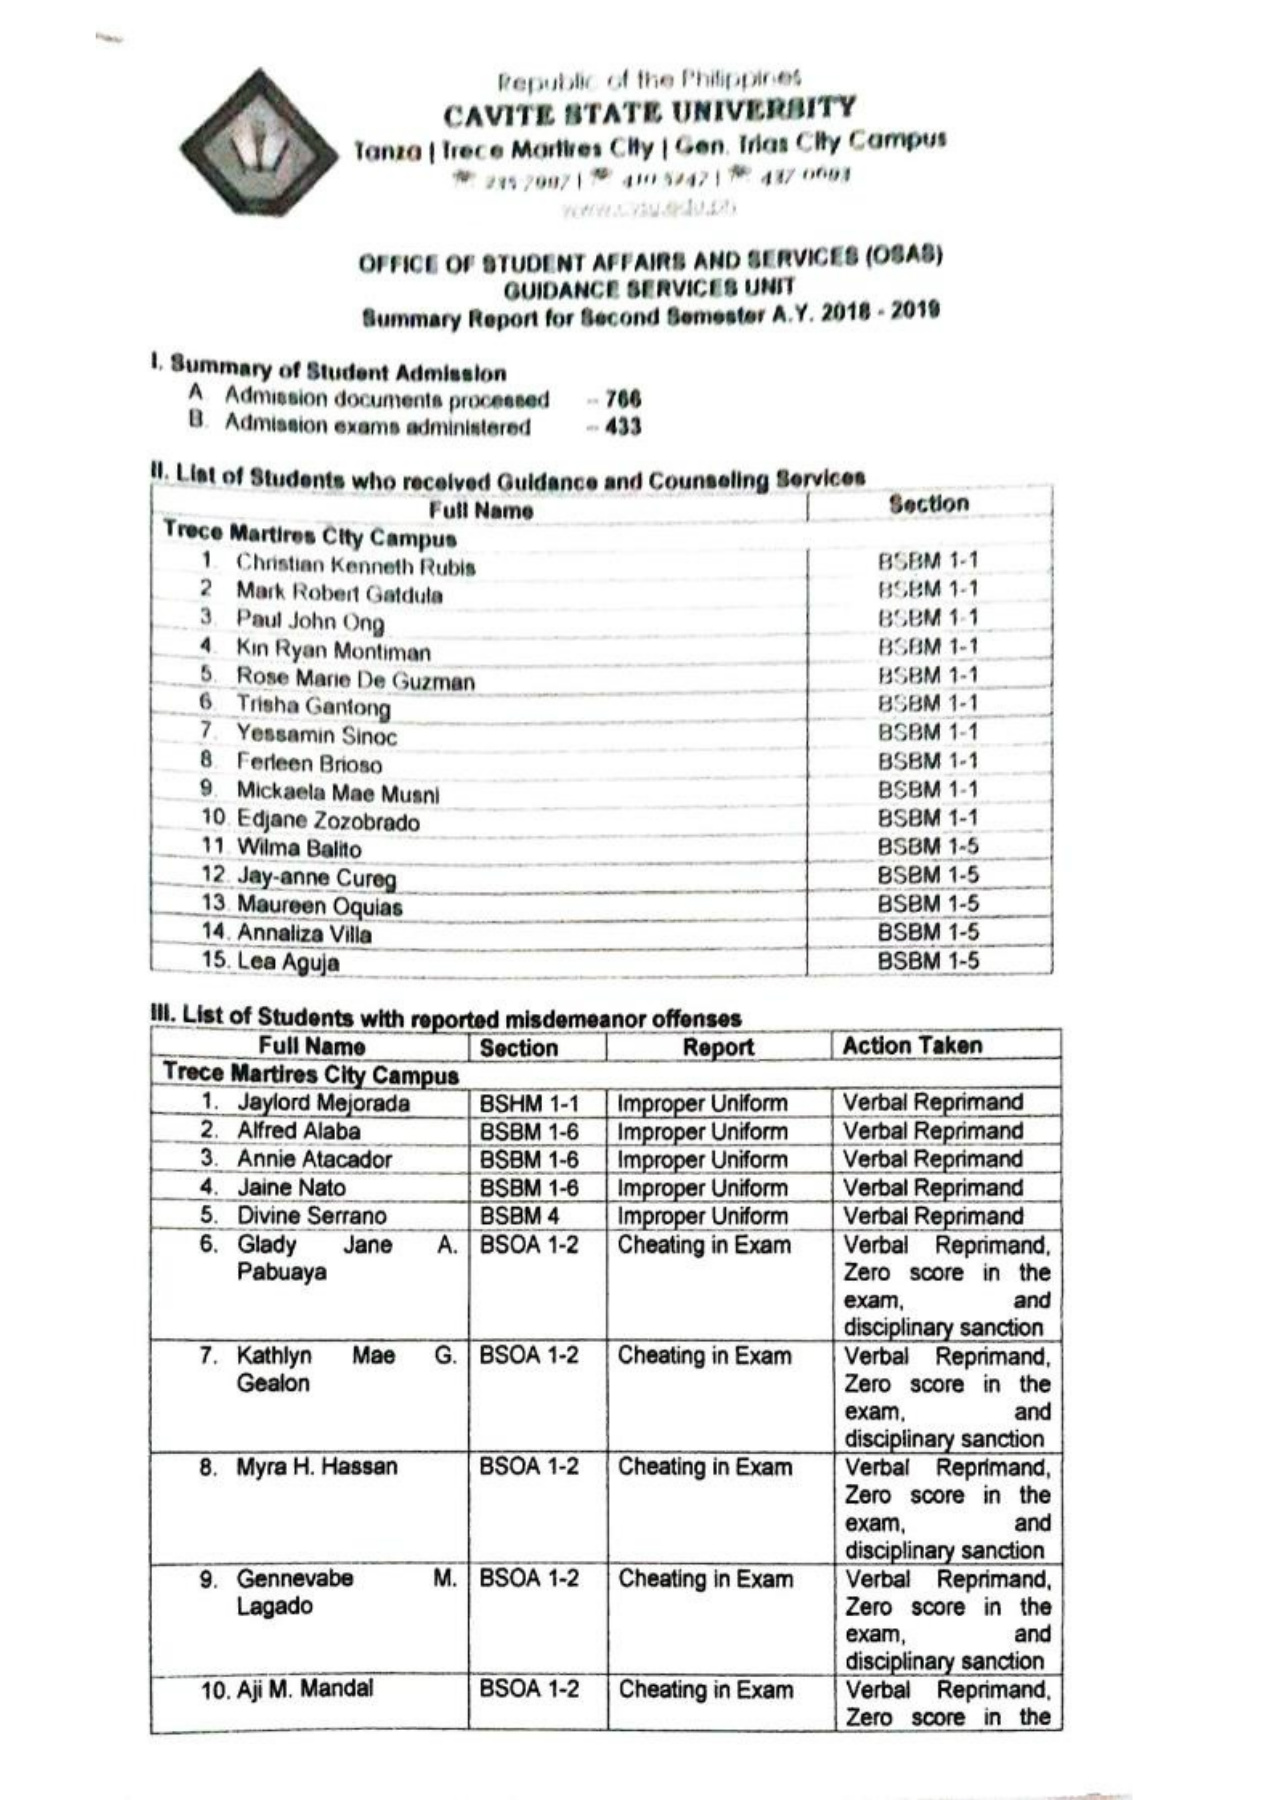 Republic of the Philippines
CAVITE STATE UNIVERSITY
Tanza | Trece Martires City | Gen. Trias City Campus
www.cvsu.edu.ph
OFFICE OF STUDENT AFFAIRS AND SERVICES (OSAS)
GUIDANCE SERVICES UNIT
Summary Report for Second Semester A.Y. 2018 - 2019
I. Summary of Student Admission
A Admission documents processed -- 766
B. Admission exams administered -- 433
II. List of Students who received Guidance and Counseling Services
Full Name Section
Trece Martires City Campus
1. Christian Kenneth Rubis BSBM 1-1
2 Mark Robert Gatdula BSBM 1-1
3. Paul John Ong BSBM 1-1
4. Kin Ryan Montiman BSBM 1-1
5. Rose Marie De Guzman BSBM 1-1
6. Trisha Gantong BSBM 1-1
7. Yessamin Sinoc BSBM 1-1
8. Ferleen Brioso BSBM 1-1
9. Mickaela Mae Musni BSBM 1-1
10. Edjane Zozobrado BSBM 1-1
11. Wilma Balito BSBM 1-5
12. Jay-anne Cureg BSBM 1-5
13. Maureen Oquias BSBM 1-5
14. Annaliza Villa BSBM 1-5
15. Lea Aguja BSBM 1-5
III. List of Students with reported misdemeanor offenses
Full Name Section Report Action Taken
Trece Martires City Campus
1. Jaylord Mejorada BSHM 1-1 Improper Uniform Verbal Reprimand
2. Alfred Alaba BSBM 1-6 Improper Uniform Verbal Reprimand
3. Annie Atacador BSBM 1-6 Improper Uniform Verbal Reprimand
4. Jaine Nato BSBM 1-6 Improper Uniform Verbal Reprimand
5. Divine Serrano BSBM 4 Improper Uniform Verbal Reprimand
6. Glady Jane A. BSOA 1-2 Cheating in Exam Verbal Reprimand,
Pabuaya Zero score in the
exam, and
disciplinary sanction
7. Kathlyn Mae G. BSOA 1-2 Cheating in Exam Verbal Reprimand,
Gealon Zero score in the
exam, and
disciplinary sanction
8. Myra H. Hassan BSOA 1-2 Cheating in Exam Verbal Reprimand,
Zero score in the
exam, and
disciplinary sanction
9. Gennevabe M. BSOA 1-2 Cheating in Exam Verbal Reprimand,
Lagado Zero score in the
exam, and
disciplinary sanction
10. Aji M. Mandal BSOA 1-2 Cheating in Exam Verbal Reprimand,
Zero score in the